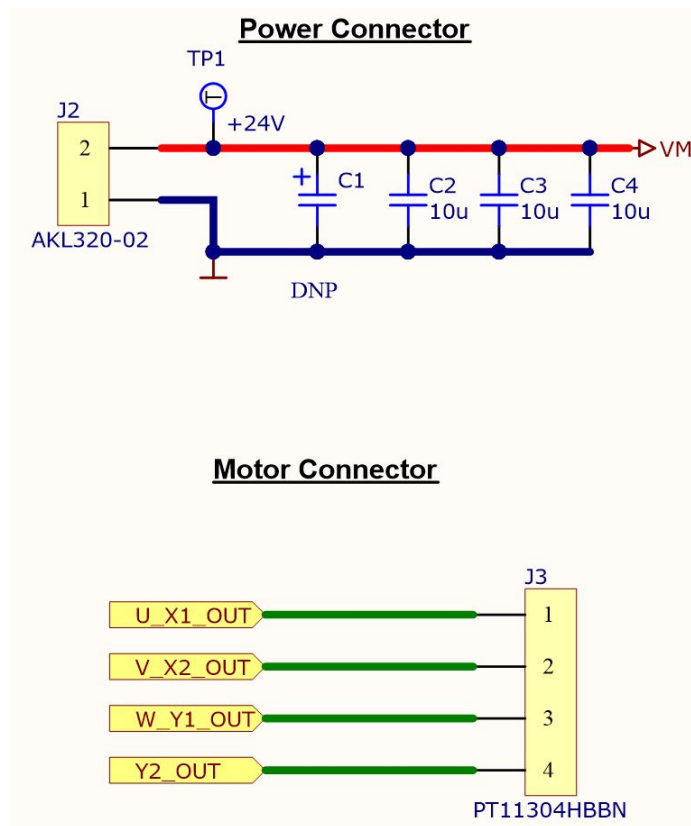 Power Connector
TP1
J2
+24V
2
VM
+ C1
C2
C3
C4
10u
10u
10u
1
AKL320-02
DNP
Motor Connector
J3
U_X1_OUT
1
V_X2_OUT
2
W_Y1_OUT
3
Y2_OUT
4
PT11304HBBN